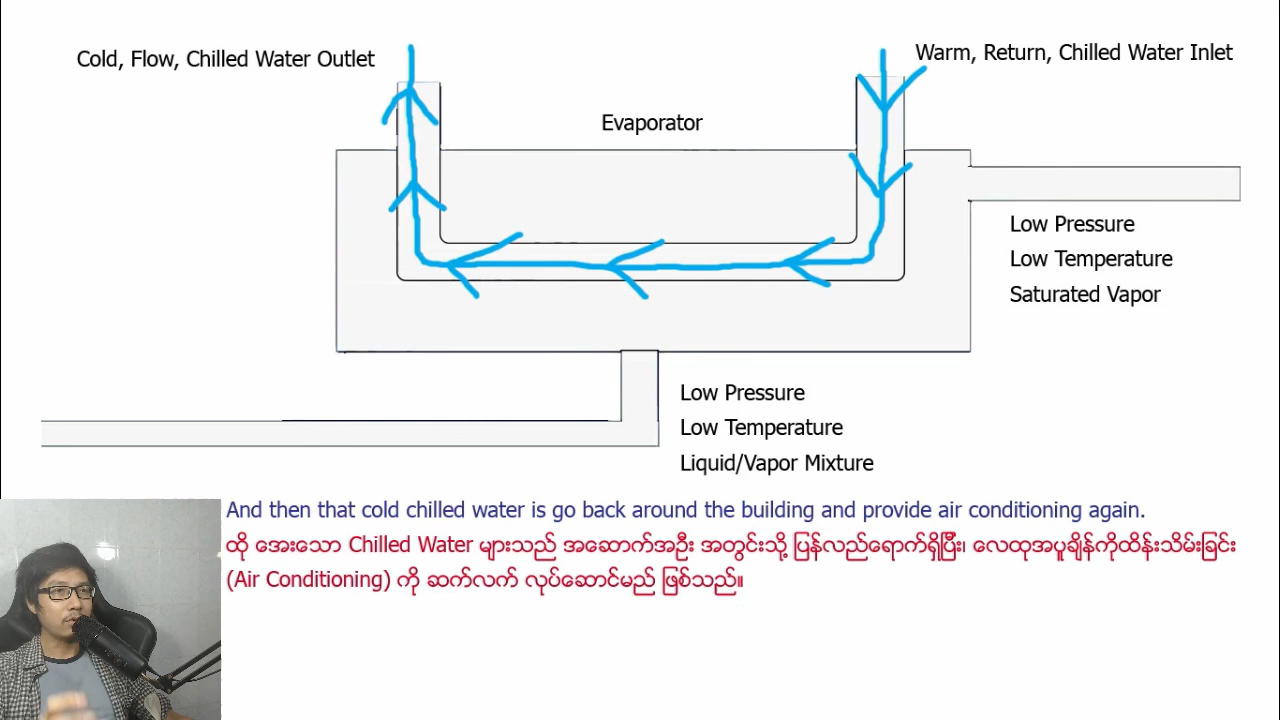 Cold, Flow, Chilled Water Outlet
Warm, Return, Chilled Water Inlet
Evaporator
Low Pressure
Low Temperature
Saturated Vapor
Low Pressure
Low Temperature
Liquid/Vapor Mixture
And then that cold chilled water is go back around the building and provide air conditioning again.
ထို အေးသော Chilled Water များသည် အဆောက်အဦး အတွင်းသို့ ပြန်လည်ရောက်ရှိပြီး၊ လေထုအပူချိန်ကိုထိန်းသိမ်းခြင်း
(Air Conditioning) ကို ဆက်လက် လုပ်ဆောင်မည် ဖြစ်သည်။